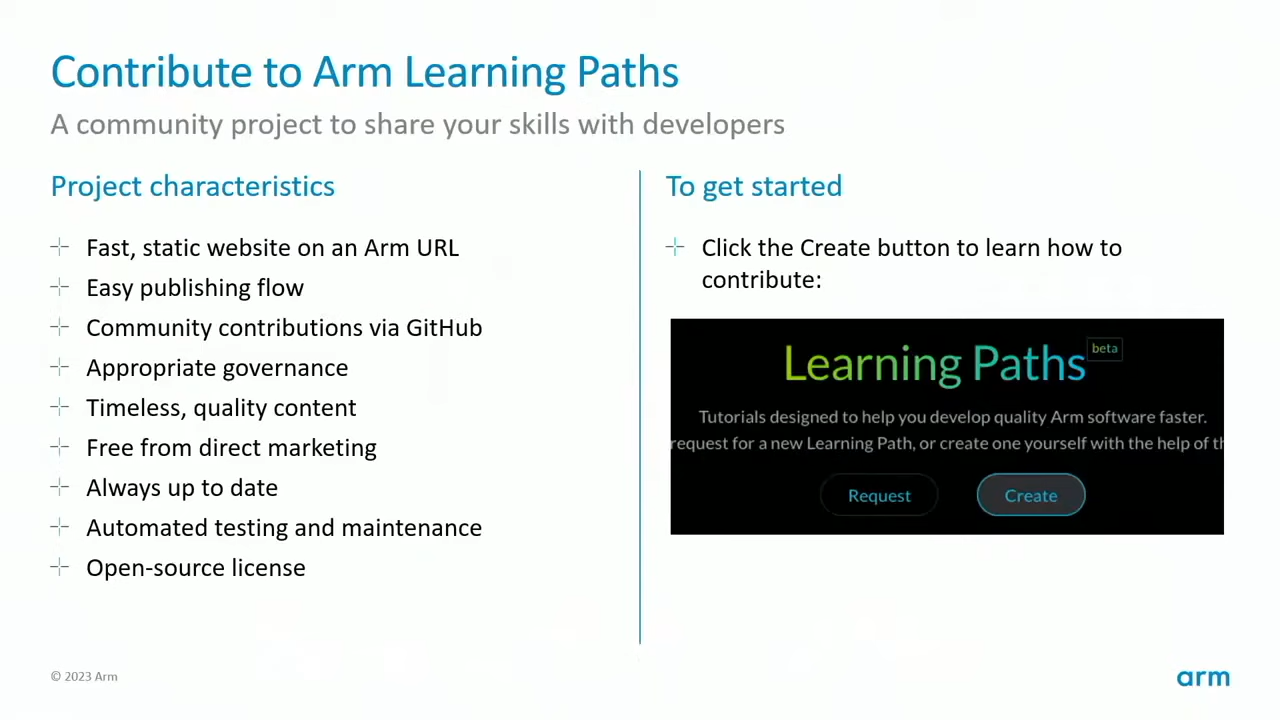 Contribute to Arm Learning Paths
A community project to share your skills with developers
Project characteristics
Fast, static website on an Arm URL
Easy publishing flow
Community contributions via GitHub
Appropriate governance
Timeless, quality content
Free from direct marketing
Always up to date
Automated testing and maintenance
Open-source license
To get started
Click the Create button to learn how to
contribute:
Learning Paths beta
Tutorials designed to help you develop quality Arm software faster.
request for a new Learning Path, or create one yourself with the help of th
Request Create
© 2023 Arm
arm